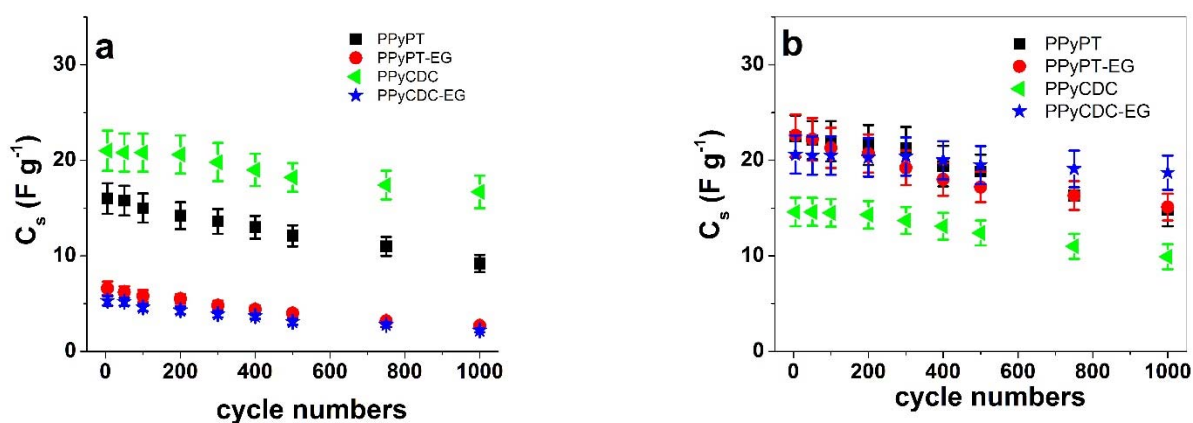 a
PPyPT
PPyPT-EG
PPyCDC
PPyCDC-EG
30
20
10
0
C_s (F g⁻¹)
0 200 400 600 800 1000
cycle numbers
b
PPyPT
PPyPT-EG
PPyCDC
PPyCDC-EG
30
20
10
0
C_s (F g⁻¹)
0 200 400 600 800 1000
cycle numbers